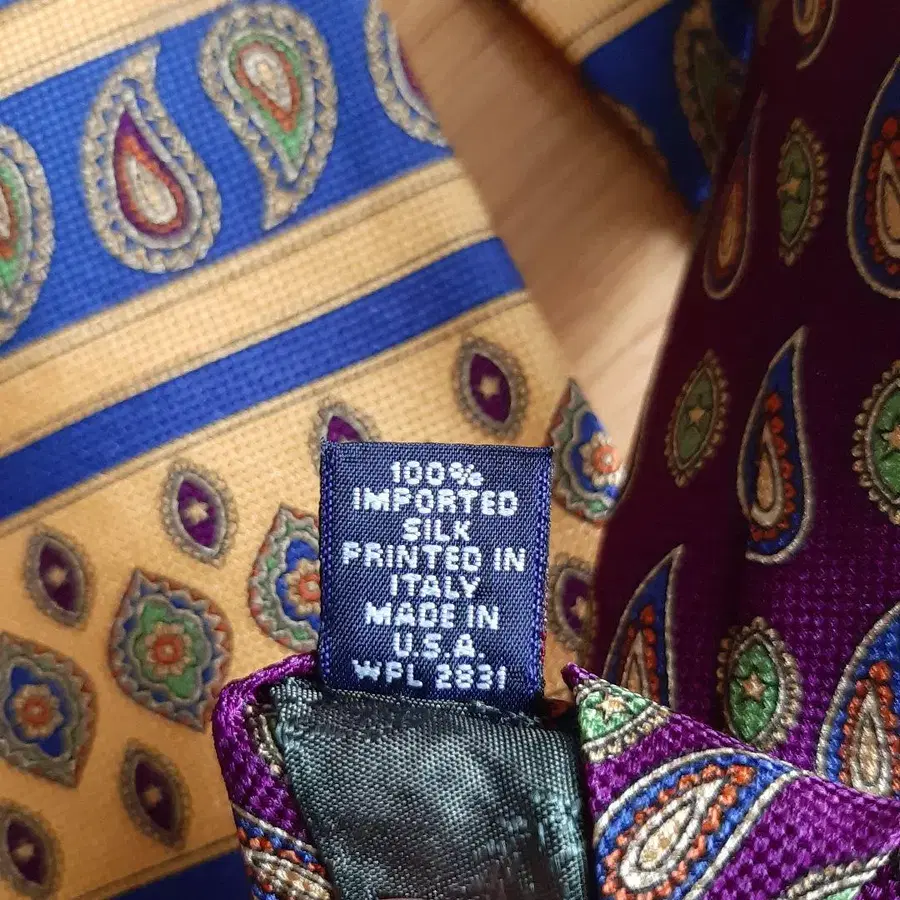 100%
IMPORTED
SILK
PRINTED IN
ITALY
MADE IN
U.S.A.
WPL 2831